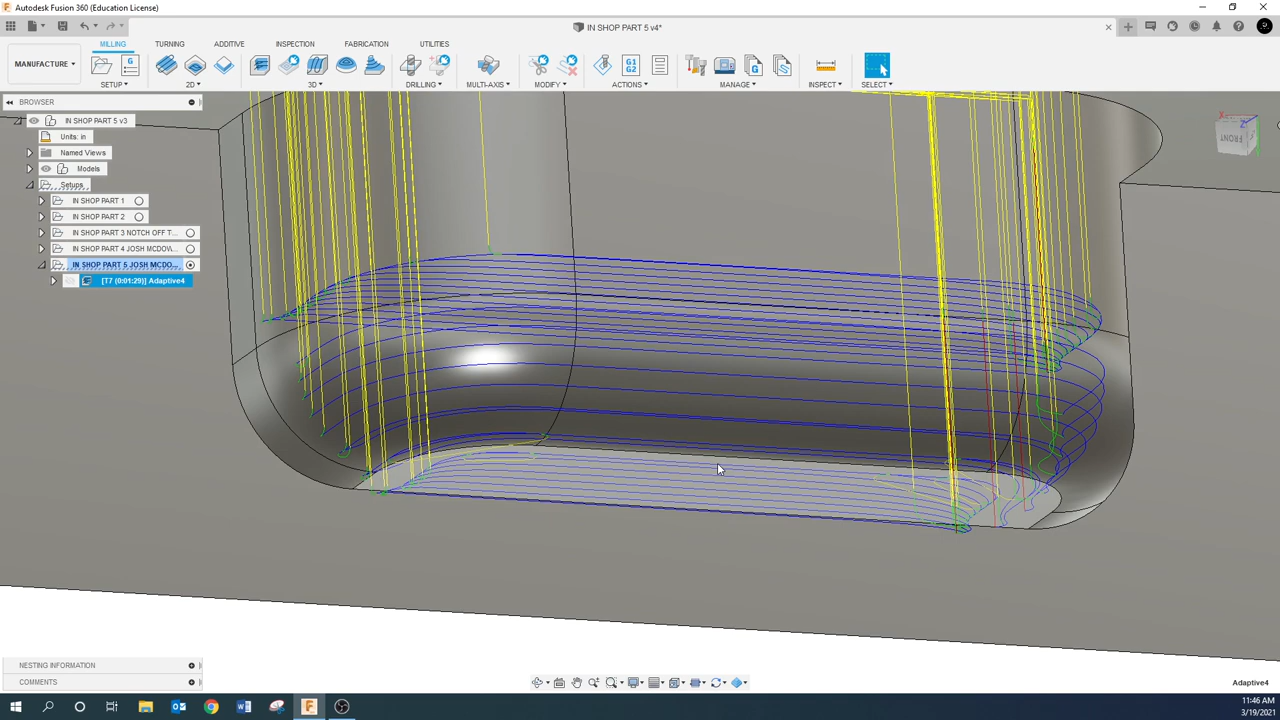 Autodesk Fusion 360 (Education License)
IN SHOP PART 5 v4*
MILLING TURNING ADDITIVE INSPECTION FABRICATION UTILITIES
MANUFACTURE
SETUP 2D 3D DRILLING MULTI-AXIS MODIFY ACTIONS MANAGE INSPECT SELECT
G
G1
G2
G
BROWSER
IN SHOP PART 5 v3
Units: in
Named Views
Models
Setups
IN SHOP PART 1
IN SHOP PART 2
IN SHOP PART 3 NOTCH OFF T...
IN SHOP PART 4 JOSH MCDOW...
IN SHOP PART 5 JOSH MCDO...
[T7 (0:01:29)] Adaptive4
X
Z
FRONT
NESTING INFORMATION
COMMENTS
Adaptive4
11:46 AM
3/19/2021